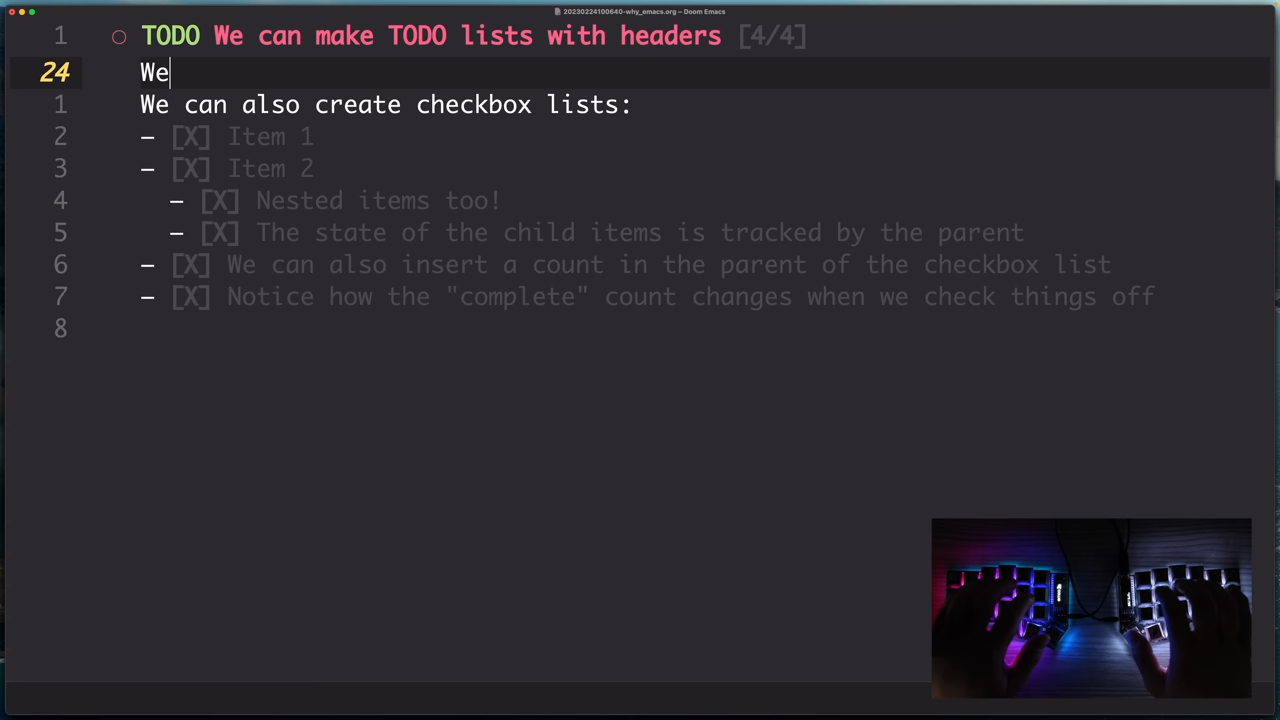 20230224100640-why_emacs.org – Doom Emacs
1 ○ TODO We can make TODO lists with headers [4/4]
24 We
1 We can also create checkbox lists:
2 – [X] Item 1
3 – [X] Item 2
4 – [X] Nested items too!
5 – [X] The state of the child items is tracked by the parent
6 – [X] We can also insert a count in the parent of the checkbox list
7 – [X] Notice how the "complete" count changes when we check things off
8